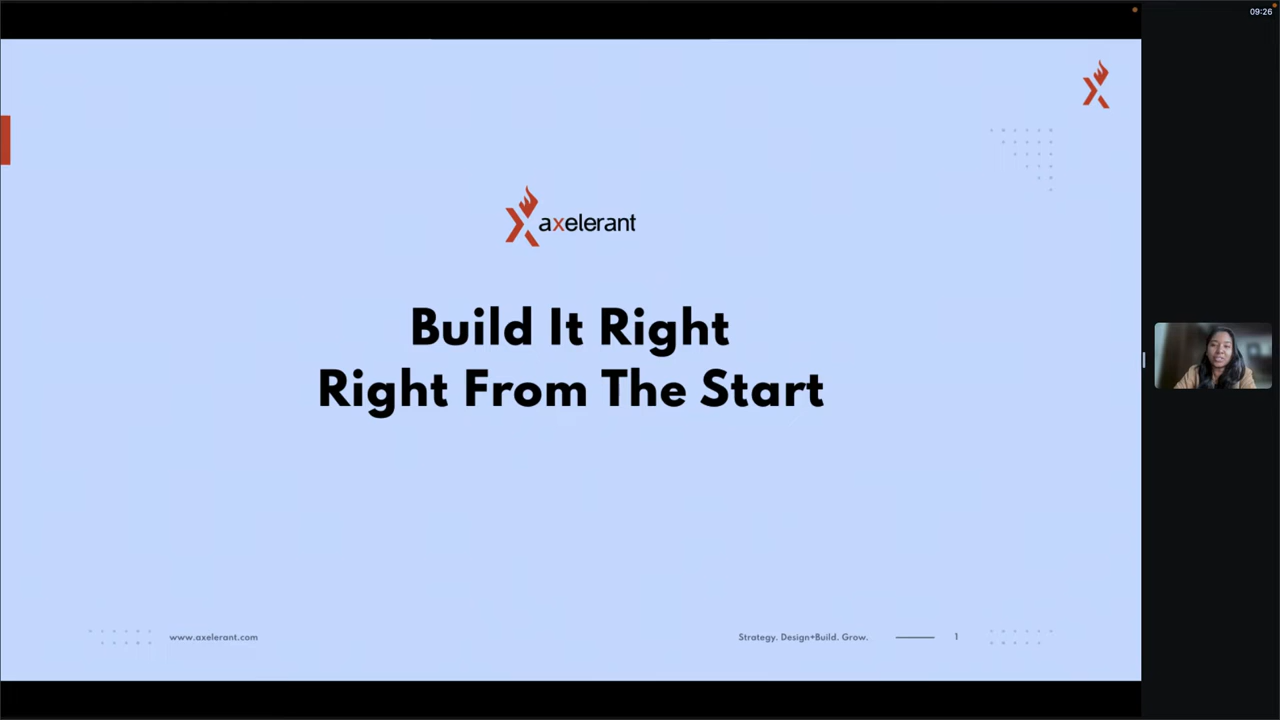 09:26
axelerant
Build It Right
Right From The Start
www.axelerant.com
Strategy. Design+Build. Grow.
1